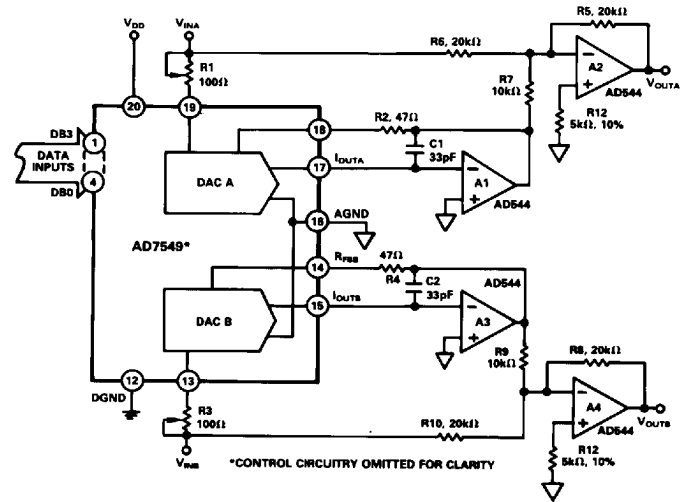 R5, 20kΩ
VDD
VINA
R6, 20kΩ
A2
AD544
VOUTA
R1
100Ω
R7
10kΩ
R12
5kΩ, 10%
20
19
DB3
1
DATA
INPUTS
4
DB0
18
R2, 47Ω
C1
33pF
17
IOUTA
DAC A
A1
AD544
16
AGND
AD7549*
14
RFBB
47Ω
R4
C2
33pF
AD544
15
IOUTB
DAC B
A3
R9
10kΩ
R8, 20kΩ
12
13
DGND
R3
100Ω
A4
AD544
VOUTB
R10, 20kΩ
R12
5kΩ, 10%
VINB
*CONTROL CIRCUITRY OMITTED FOR CLARITY